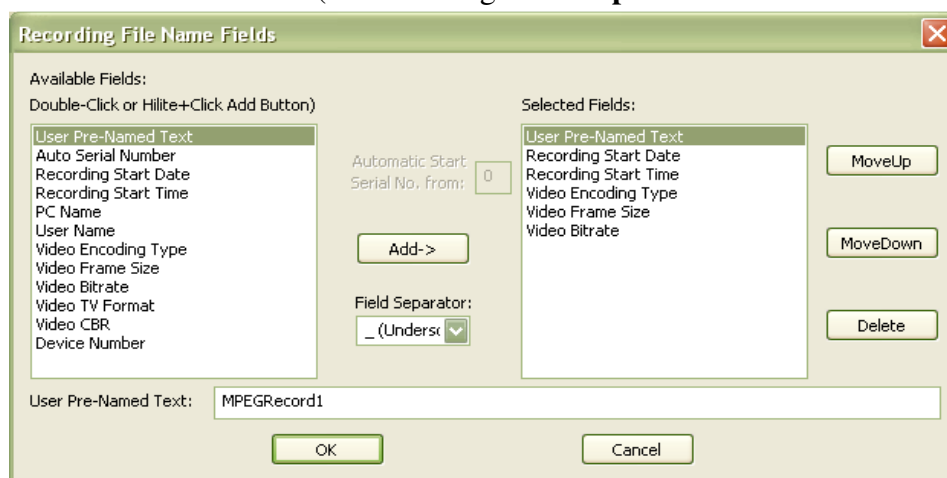 Recording File Name Fields
Available Fields:
Double-Click or Hilite+Click Add Button)
User Pre-Named Text
Auto Serial Number
Recording Start Date
Recording Start Time
PC Name
User Name
Video Encoding Type
Video Frame Size
Video Bitrate
Video TV Format
Video CBR
Device Number
Automatic Start
Serial No. from: 0
Add->
Field Separator:
_ (Unders
Selected Fields:
User Pre-Named Text
Recording Start Date
Recording Start Time
Video Encoding Type
Video Frame Size
Video Bitrate
MoveUp
MoveDown
Delete
User Pre-Named Text: MPEGRecord1
OK Cancel